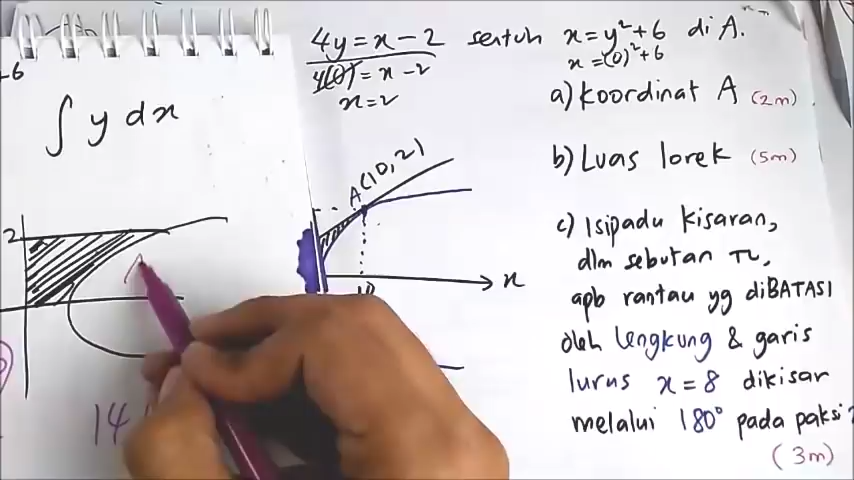 4y = x - 2 sentuh x = y² + 6 di A.
4(0) = x - 2
x = (0)² + 6
x = 2
a) Koordinat A (2m)
b) Luas lorek (5m)
c) Isipadu kisaran,
dlm sebutan π,
apb rantau yg diBATASI
oleh lengkung & garis
lurus x = 8 dikisar
melalui 180° pada paksi
(3m)
+6
∫ y dx
2
14
A(10, 2)
x
10